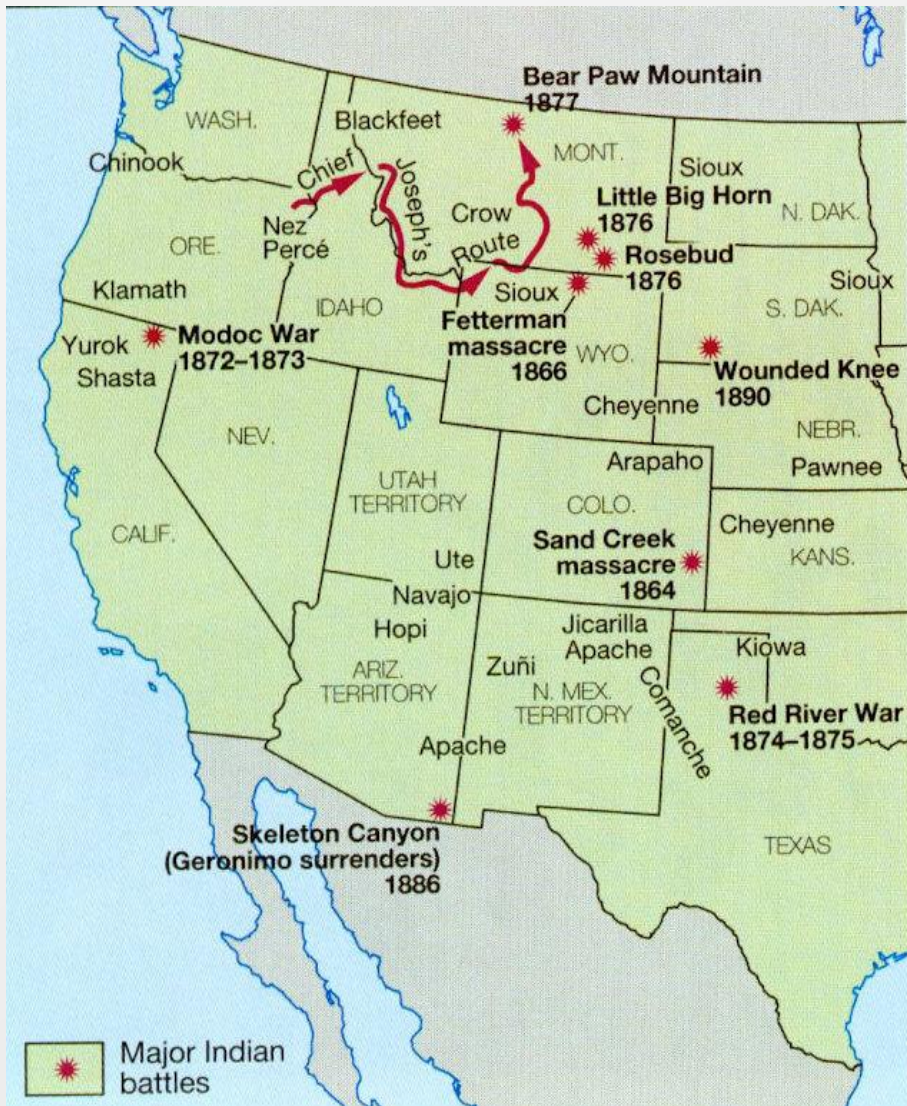 Bear Paw Mountain
1877
WASH.
Blackfeet
MONT.
Chinook
Chief
Joseph's
Route
Sioux
Little Big Horn
1876
N. DAK.
Nez
Percé
Crow
ORE.
Rosebud
1876
Klamath
IDAHO
Sioux
Sioux
S. DAK.
Fetterman
massacre
1866
WYO.
Yurok
Shasta
Modoc War
1872–1873
Wounded Knee
1890
Cheyenne
NEBR.
NEV.
Arapaho
Pawnee
UTAH
TERRITORY
COLO.
CALIF.
Cheyenne
KANS.
Sand Creek
massacre
1864
Ute
Navajo
Hopi
Jicarilla
Apache
Kiowa
ARIZ.
TERRITORY
Zuñi
N. MEX.
TERRITORY
Comanche
Red River War
1874–1875
Apache
Skeleton Canyon
(Geronimo surrenders)
1886
TEXAS
Major Indian
battles